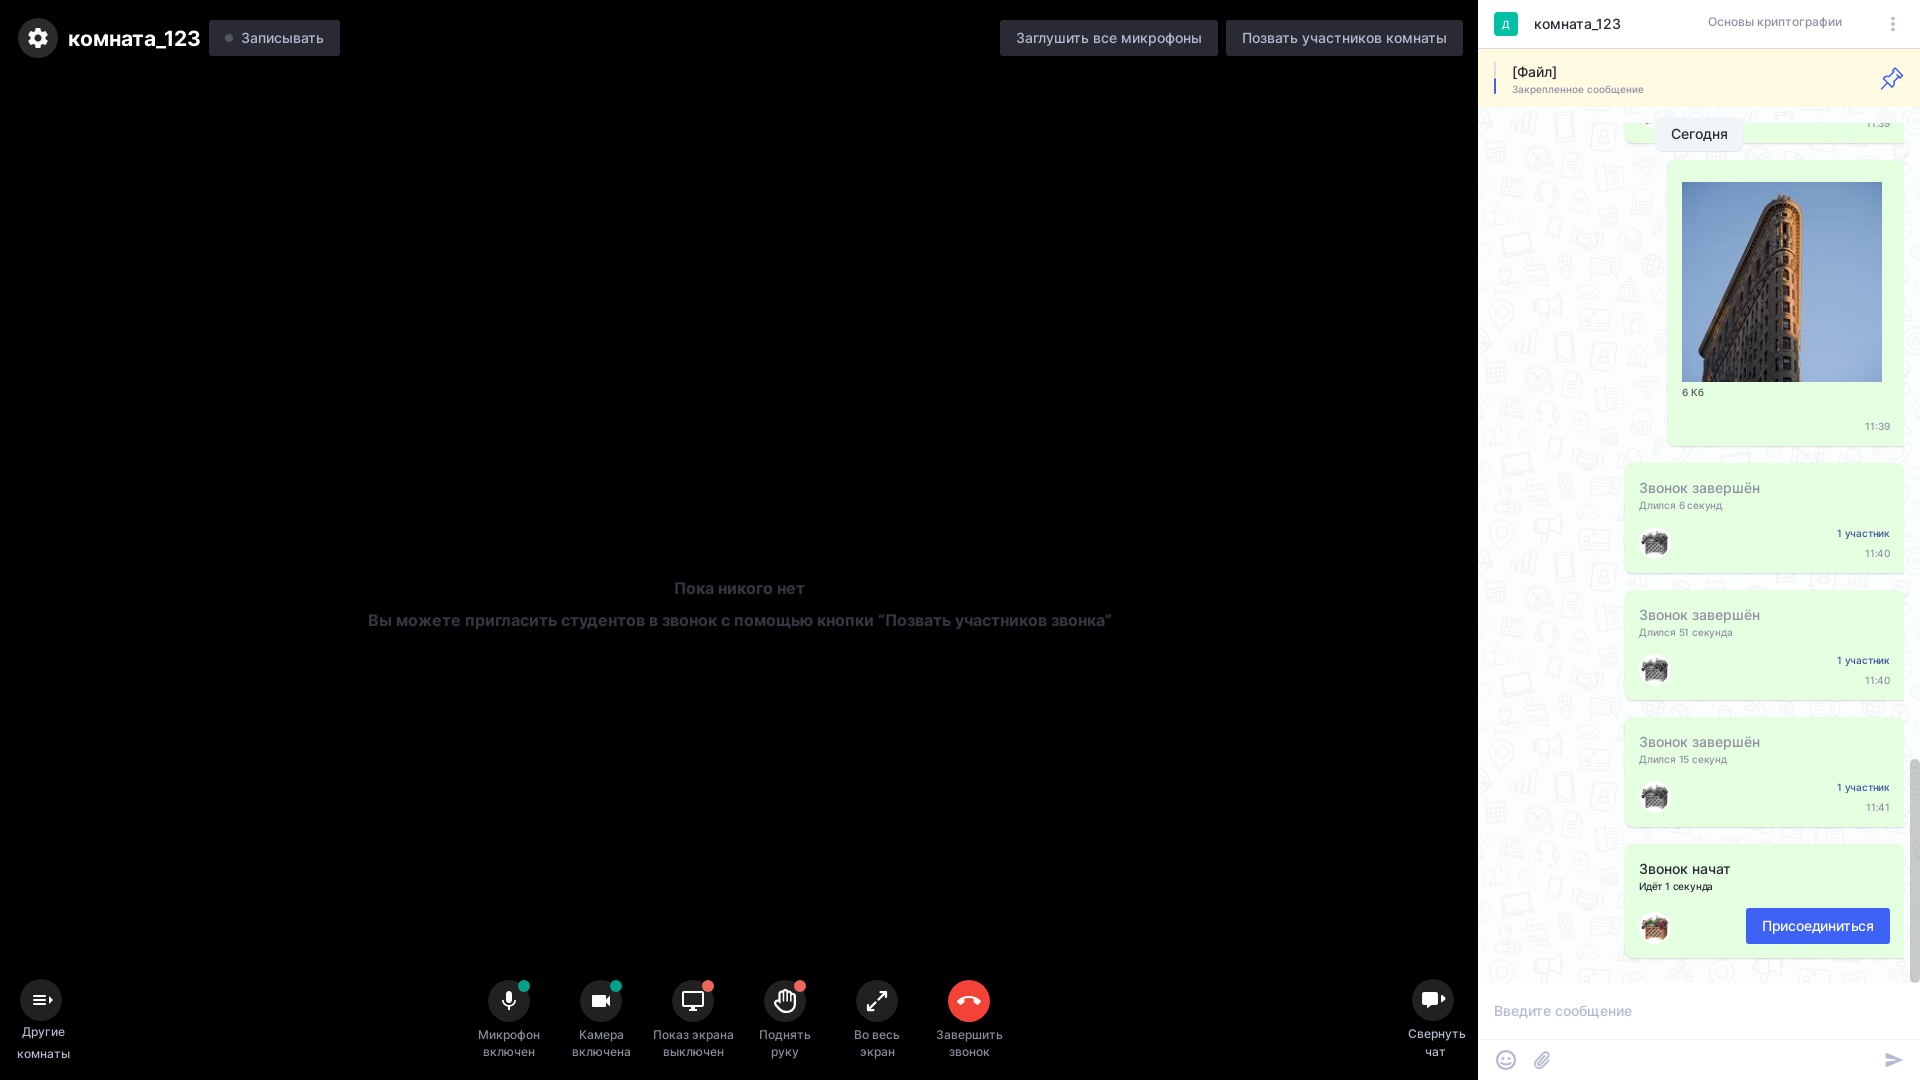 комната_123
Записывать
Заглушить все микрофоны
Позвать участников комнаты
Д
комната_123
Основы криптографии
[Файл]
Закрепленное сообщение
11:39
Сегодня
6 Кб
11:39
Звонок завершён
Длился 6 секунд
1 участник
11:40
Звонок завершён
Длился 51 секунда
1 участник
11:40
Звонок завершён
Длился 15 секунд
1 участник
11:41
Звонок начат
Идёт 1 секунда
Присоединиться
Пока никого нет
Вы можете пригласить студентов в звонок с помощью кнопки “Позвать участников звонка”
Другие
комнаты
Микрофон
включен
Камера
включена
Показ экрана
выключен
Поднять
руку
Во весь
экран
Завершить
звонок
Свернуть
чат
Введите сообщение